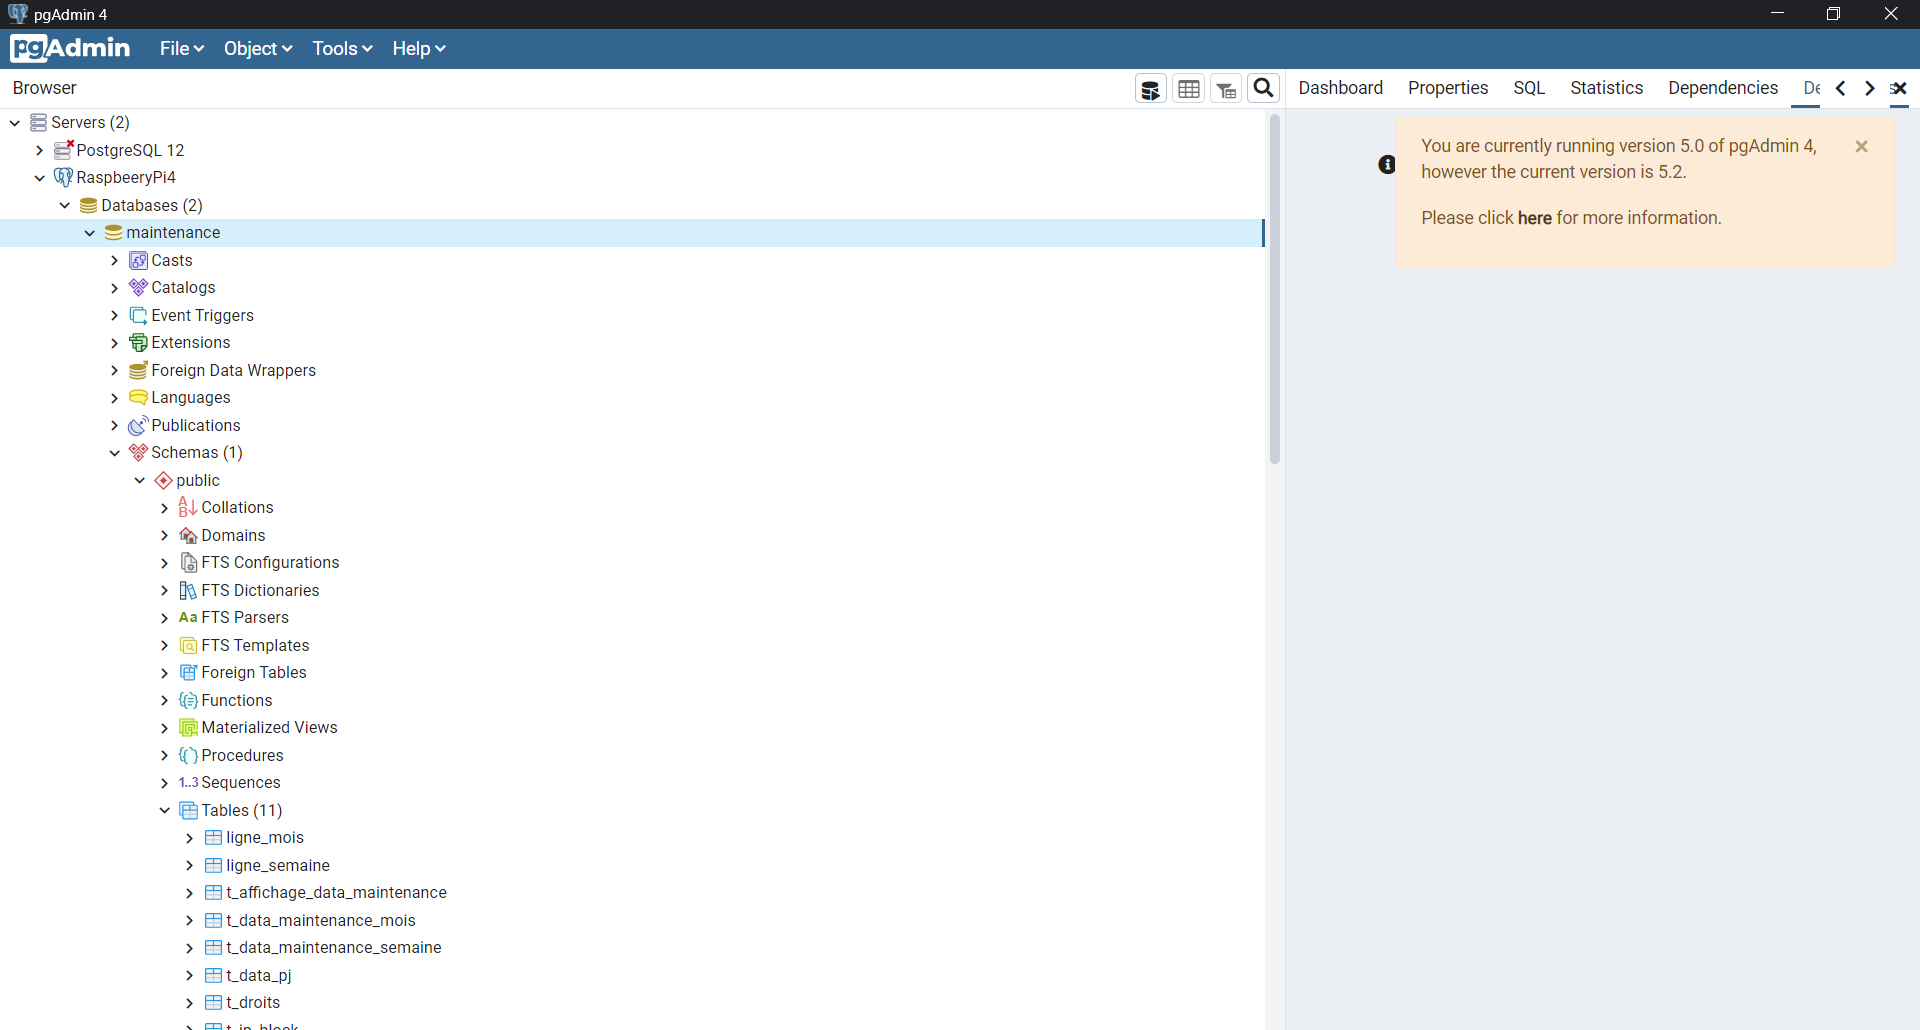 pgAdmin 4
pgAdmin File Object Tools Help
Browser
Dashboard Properties SQL Statistics Dependencies De
Servers (2)
PostgreSQL 12
RaspbeeryPi4
Databases (2)
maintenance
Casts
Catalogs
Event Triggers
Extensions
Foreign Data Wrappers
Languages
Publications
Schemas (1)
public
Collations
Domains
FTS Configurations
FTS Dictionaries
Aa FTS Parsers
FTS Templates
Foreign Tables
Functions
Materialized Views
Procedures
1..3 Sequences
Tables (11)
ligne_mois
ligne_semaine
t_affichage_data_maintenance
t_data_maintenance_mois
t_data_maintenance_semaine
t_data_pj
t_droits
t_in_block
You are currently running version 5.0 of pgAdmin 4,
however the current version is 5.2.
Please click here for more information.